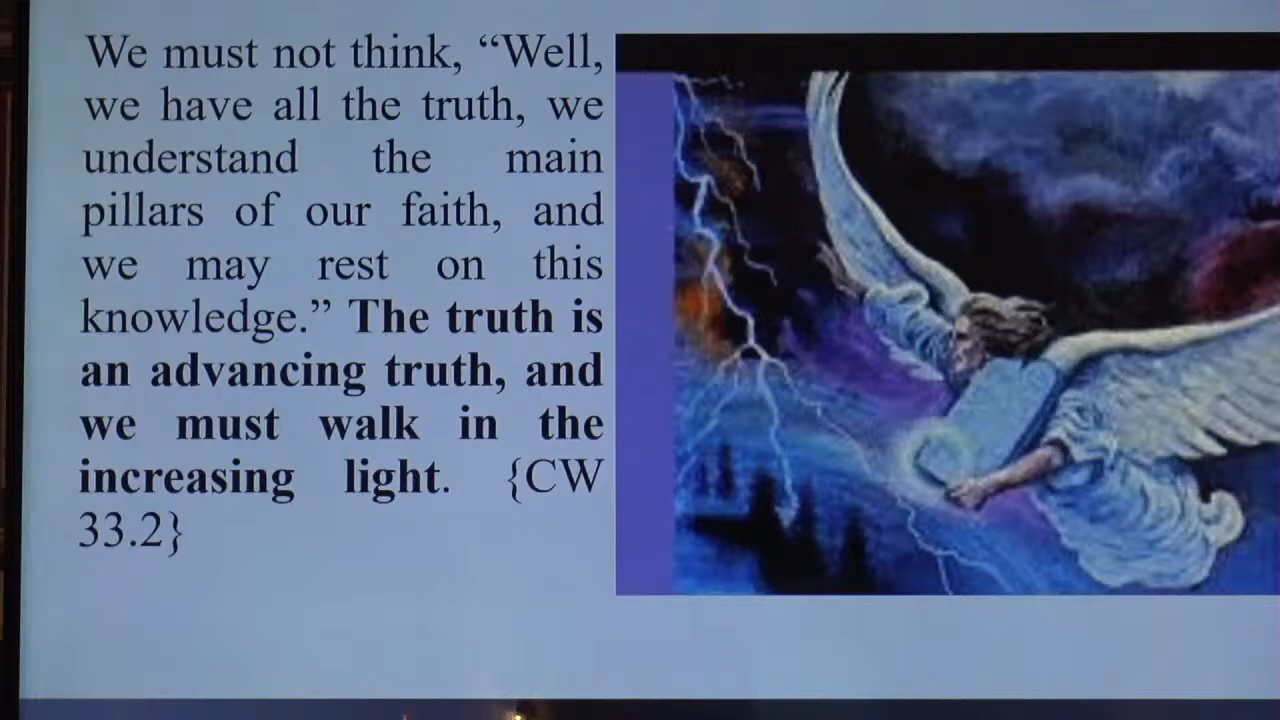 We must not think, “Well,
we have all the truth, we
understand the main
pillars of our faith, and
we may rest on this
knowledge.” The truth is
an advancing truth, and
we must walk in the
increasing light. {CW
33.2}